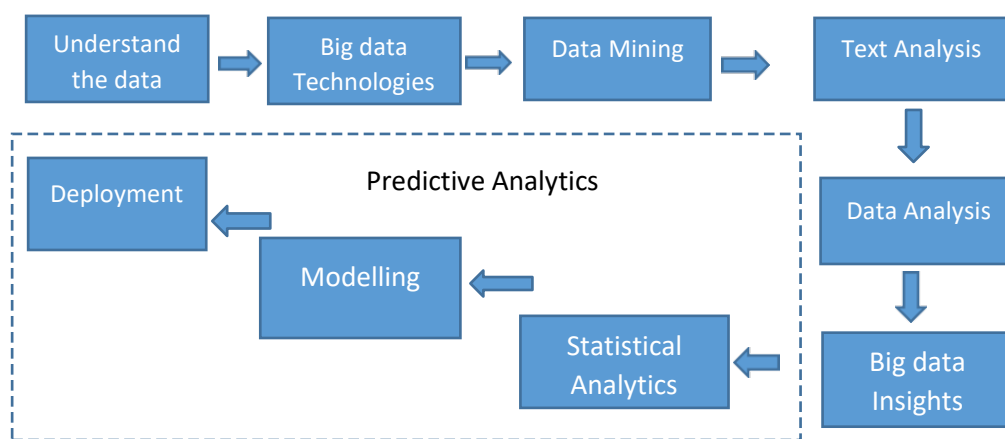 Understand
the data
Big data
Technologies
Data Mining
Text Analysis
Data Analysis
Big data
Insights
Predictive Analytics
Statistical
Analytics
Modelling
Deployment